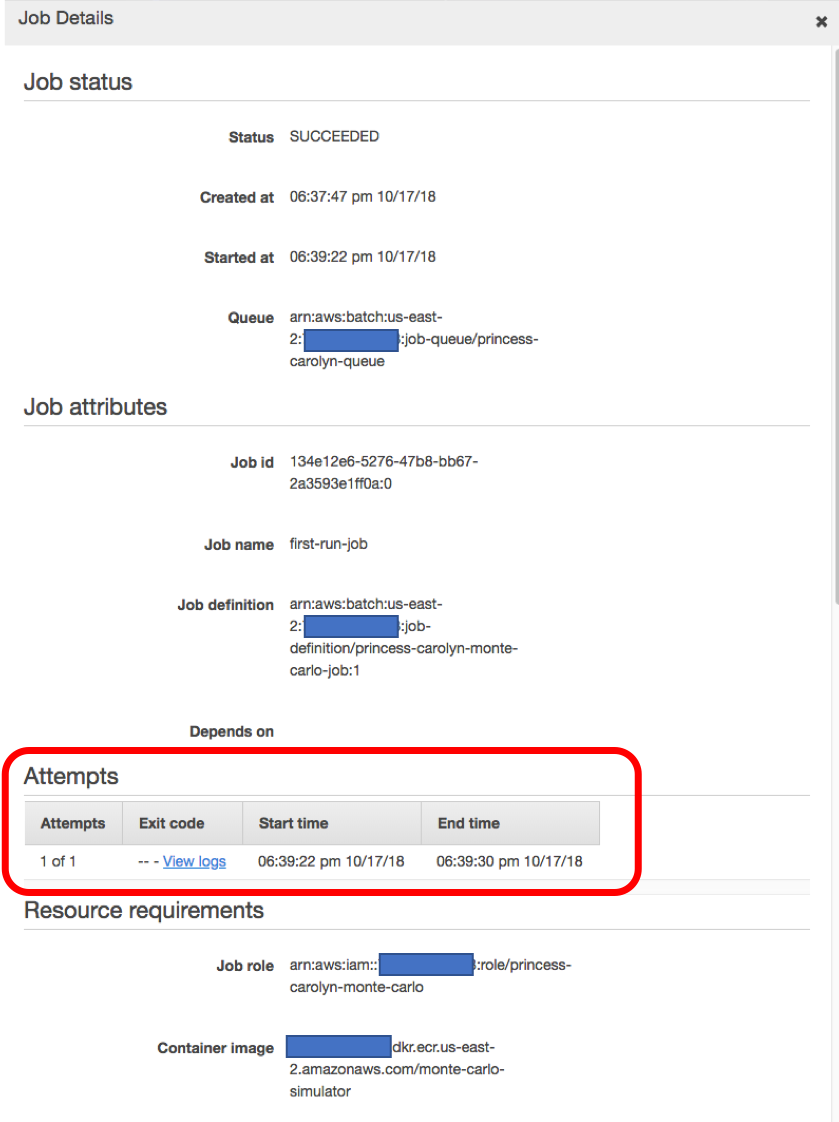 Job Details
Job status
Status SUCCEEDED
Created at 06:37:47 pm 10/17/18
Started at 06:39:22 pm 10/17/18
Queue arn:aws:batch:us-east-
2: :job-queue/princess-
carolyn-queue
Job attributes
Job id 134e12e6-5276-47b8-bb67-
2a3593e1ff0a:0
Job name first-run-job
Job definition arn:aws:batch:us-east-
2: :job-
definition/princess-carolyn-monte-
carlo-job:1
Depends on
Attempts
Attempts Exit code Start time End time
1 of 1 -- - View logs 06:39:22 pm 10/17/18 06:39:30 pm 10/17/18
Resource requirements
Job role arn:aws:iam:: :role/princess-
carolyn-monte-carlo
Container image dkr.ecr.us-east-
2.amazonaws.com/monte-carlo-
simulator